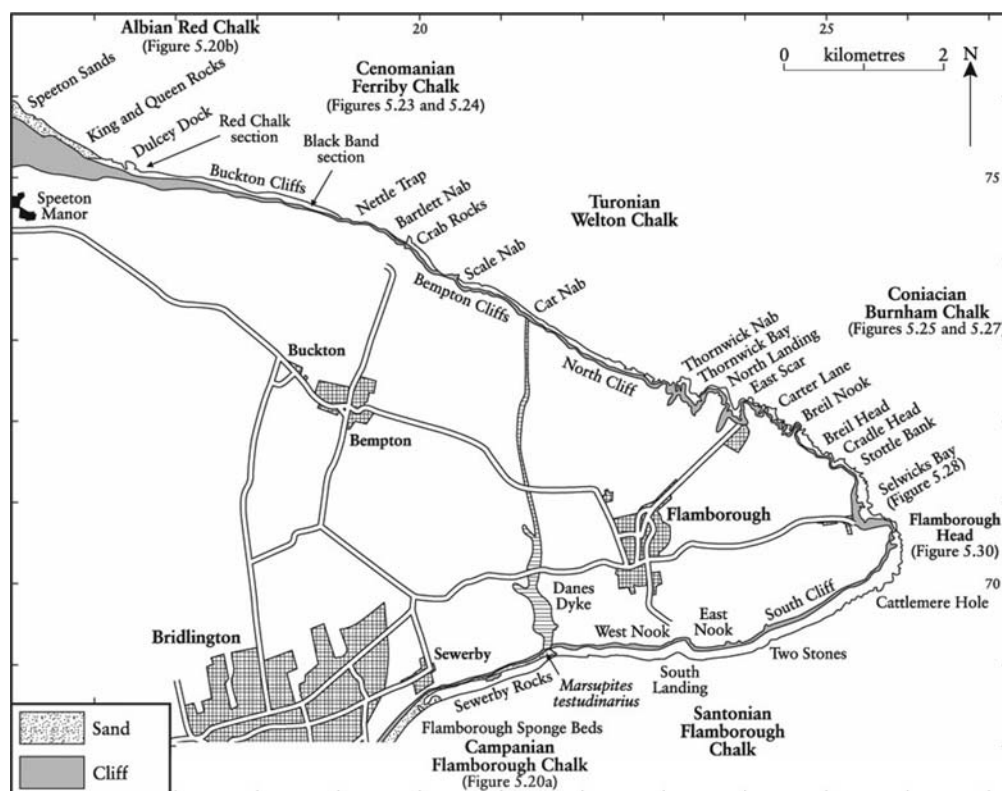 Albian Red Chalk
(Figure 5.20b)
20
25
0 kilometres 2
N
Cenomanian
Ferriby Chalk
(Figures 5.23 and 5.24)
Speeton Sands
King and Queen Rocks
Dulcey Dock
Red Chalk
section
Black Band
section
Buckton Cliffs
Nettle Trap
Bartlett Nab
Crab Rocks
75
Speeton
Manor
Turonian
Welton Chalk
Scale Nab
Bempton Cliffs
Cat Nab
Coniacian
Burnham Chalk
(Figures 5.25 and 5.27)
North Cliff
Thornwick Nab
Thornwick Bay
North Landing
East Scar
Carter Lane
Breil Nook
Breil Head
Cradle Head
Stottle Bank
Selwicks Bay
(Figure 5.28)
Buckton
Bempton
Flamborough
Flamborough
Head
(Figure 5.30)
70
Danes
Dyke
South Cliff
Cattlemere Hole
West Nook
East
Nook
Two Stones
South
Landing
Bridlington
Sewerby
Sewerby Rocks
Marsupites
testudinarius
Santonian
Flamborough
Chalk
Flamborough Sponge Beds
Campanian
Flamborough Chalk
(Figure 5.20a)
Sand
Cliff